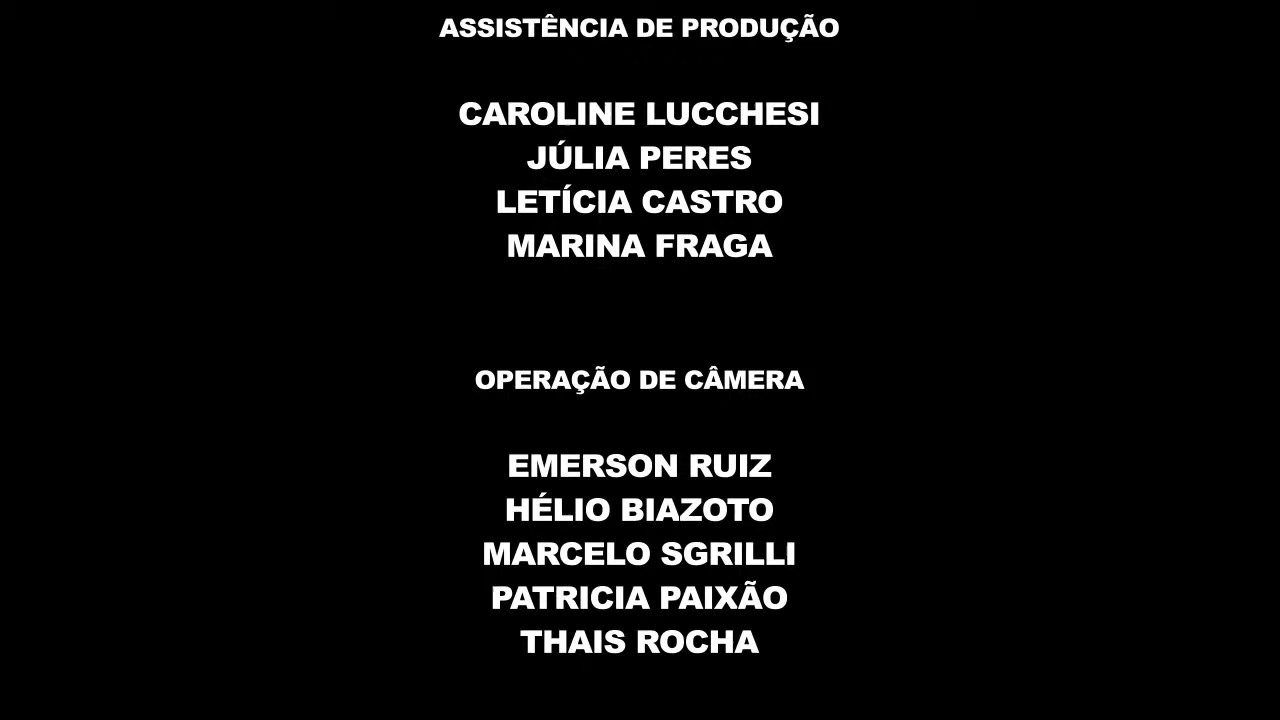 ASSISTÊNCIA DE PRODUÇÃO
CAROLINE LUCCHESI
JÚLIA PERES
LETÍCIA CASTRO
MARINA FRAGA
OPERAÇÃO DE CÂMERA
EMERSON RUIZ
HÉLIO BIAZOTO
MARCELO SGRILLI
PATRICIA PAIXÃO
THAIS ROCHA